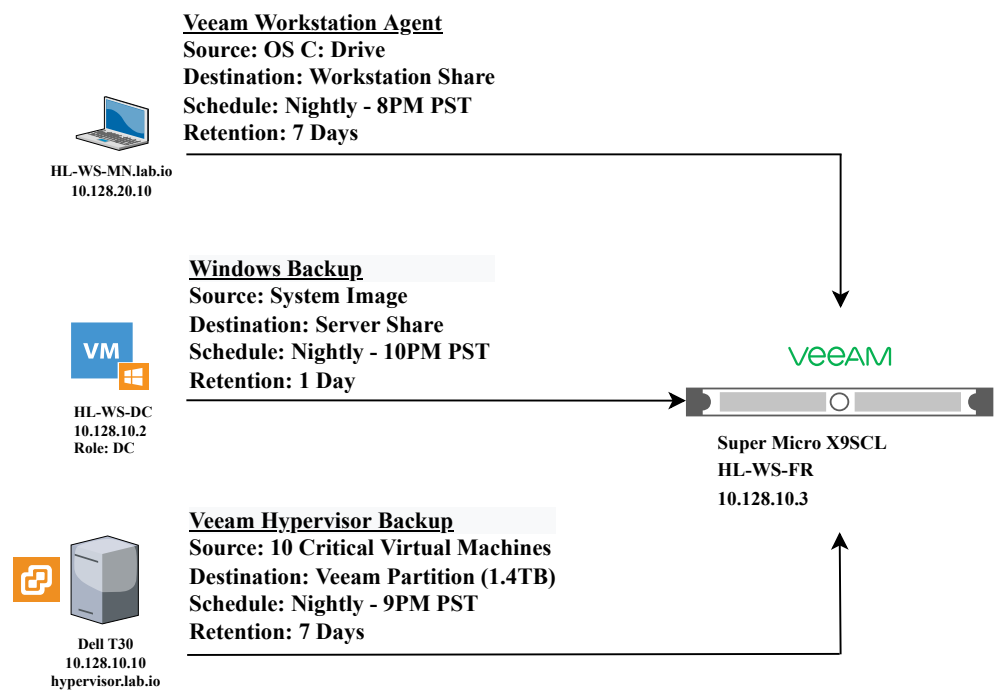 Veeam Workstation Agent
Source: OS C: Drive
Destination: Workstation Share
Schedule: Nightly - 8PM PST
Retention: 7 Days
HL-WS-MN.lab.io
10.128.20.10
Windows Backup
Source: System Image
Destination: Server Share
Schedule: Nightly - 10PM PST
Retention: 1 Day
VM
HL-WS-DC
10.128.10.2
Role: DC
veeAM
Super Micro X9SCL
HL-WS-FR
10.128.10.3
Veeam Hypervisor Backup
Source: 10 Critical Virtual Machines
Destination: Veeam Partition (1.4TB)
Schedule: Nightly - 9PM PST
Retention: 7 Days
Dell T30
10.128.10.10
hypervisor.lab.io